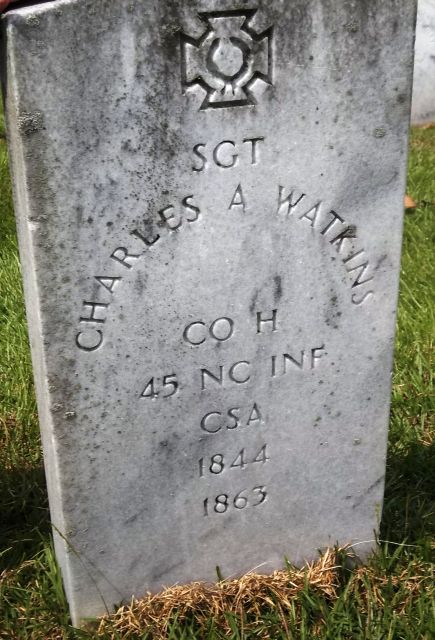 SGT
CHARLES A WATKINS
CO H
45 NC INF
CSA
1844
1863